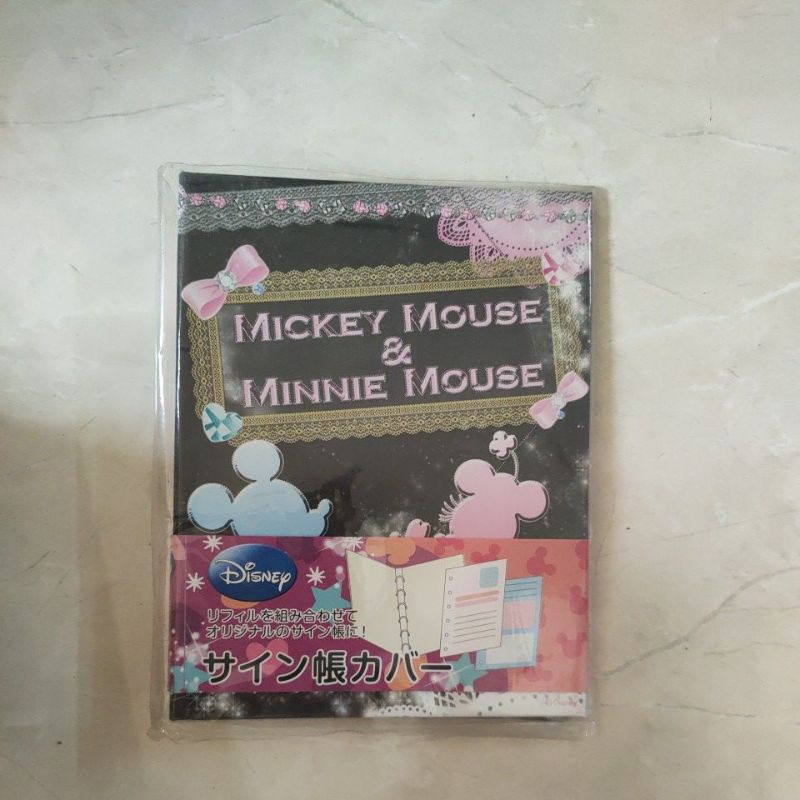 MICKEY MOUSE
&
MINNIE MOUSE
Disney
リフィルを組み合わせて
オリジナルのサイン帳に!
サイン帳カバー
© Disney